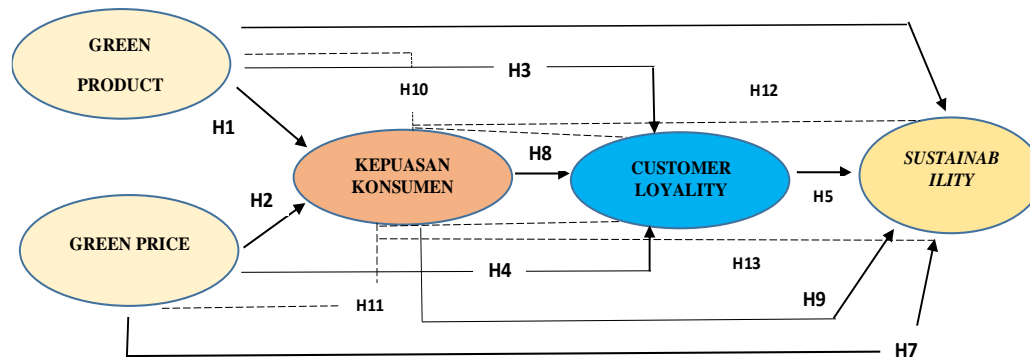 GREEN
PRODUCT
H3
H10
H12
H1
KEPUASAN
KONSUMEN
H8
CUSTOMER
LOYALITY
SUSTAINAB
ILITY
H5
H2
GREEN PRICE
H4
H13
H11
H9
H7